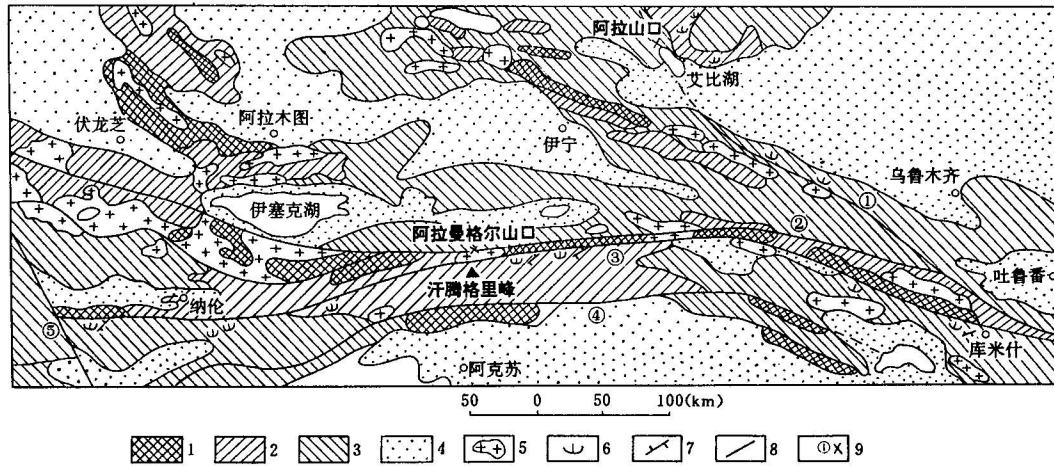 阿拉山口
艾比湖
伏龙芝
阿拉木图
伊宁
乌鲁木齐
①
伊塞克湖
②
阿拉曼格尔山口
③
吐鲁番
汗腾格里峰
纳伦
④
⑤
库米什
阿克苏
50 0 50 100(km)
1 2 3 4 5 6 7 8 ①X 9